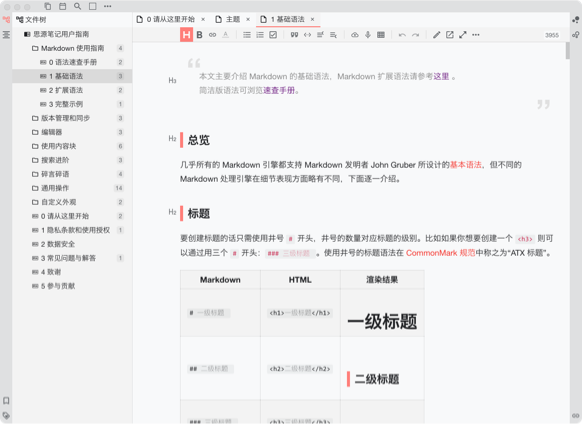 文件树
思源笔记用户指南
Markdown 使用指南 4
0 语法速查手册 2
1 基础语法 3
2 扩展语法 2
3 完整示例 1
版本管理和同步 3
编辑器 3
使用内容块 6
搜索进阶 3
碎言碎语 4
通用操作 14
自定义外观 2
0 请从这里开始 2
1 隐私条款和使用授权 1
2 数据安全
3 常见问题与解答 1
4 致谢
5 参与贡献
0 请从这里开始 ×
主题 ×
1 基础语法 ×
H B A 3955
H3
本文主要介绍 Markdown 的基础语法，Markdown 扩展语法请参考这里 。
简洁版语法可浏览速查手册。
H2 总览
几乎所有的 Markdown 引擎都支持 Markdown 发明者 John Gruber 所设计的基本语法，但不同的
Markdown 处理引擎在细节表现方面略有不同，下面逐一介绍。
H2 标题
要创建标题的话只需使用井号 # 开头，井号的数量对应标题的级别。比如如果你想要创建一个 <h3> 则可
以通过用三个 # 开头： ### 三级标题 。使用井号的标题语法在 CommonMark 规范中称之为“ATX 标题”。
Markdown HTML 渲染结果
# 一级标题 <h1>一级标题</h1> 一级标题
## 二级标题 <h2>二级标题</h2> 二级标题
### 三级标题 <h3>三级标题</h3>